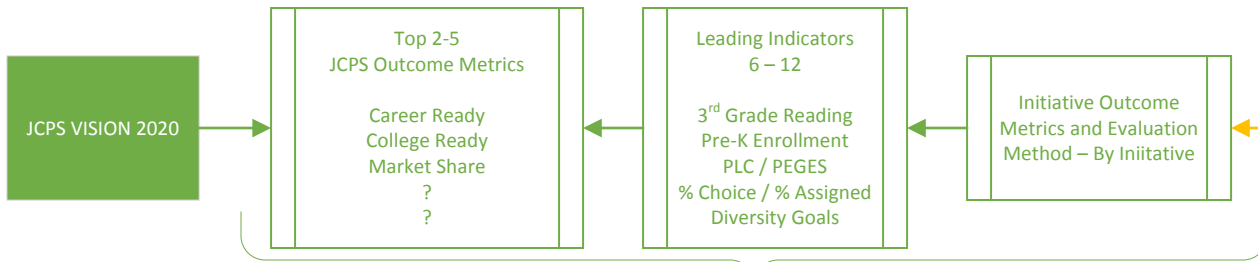 JCPS VISION 2020
Top 2-5
JCPS Outcome Metrics
Career Ready
College Ready
Market Share
?
?
Leading Indicators
6 – 12
3rd Grade Reading
Pre-K Enrollment
PLC / PEGES
% Choice / % Assigned
Diversity Goals
Initiative Outcome
Metrics and Evaluation
Method – By Iniitative